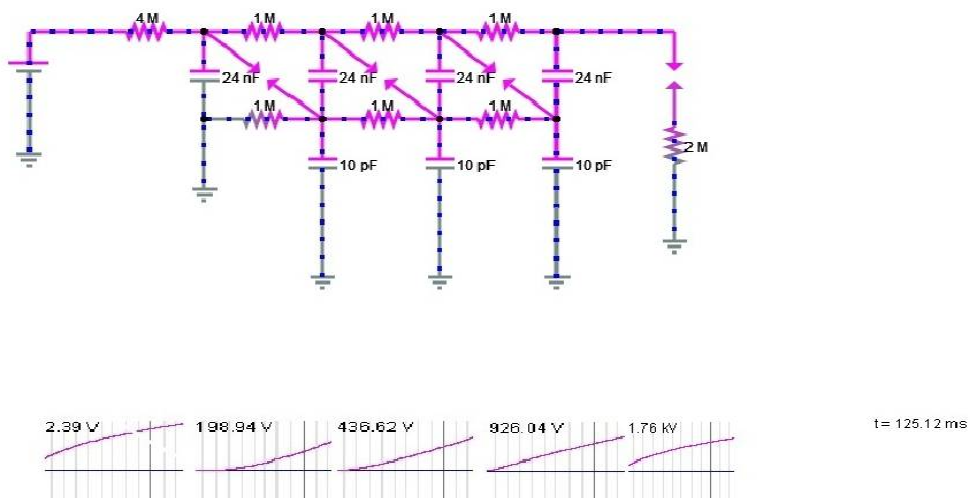 4 M 1 M 1 M 1 M
24 nF 24 nF 24 nF 24 nF
1 M 1 M 1 M
2 M
10 pF 10 pF 10 pF
2.39 V 198.94 V 436.62 V 926.04 V 1.76 kV t = 125.12 ms